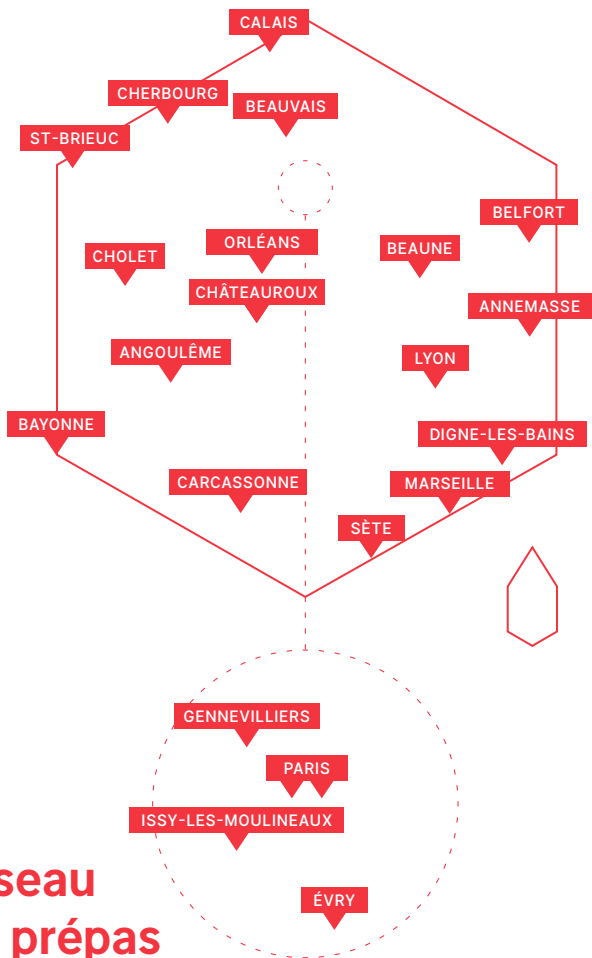 CALAIS
CHERBOURG
BEAUVAIS
ST-BRIEUC
BELFORT
ORLÉANS
BEAUNE
CHOLET
CHÂTEAUROUX
ANNEMASSE
ANGOULÊME
LYON
BAYONNE
DIGNE-LES-BAINS
CARCASSONNE
MARSEILLE
SÈTE
GENNEVILLIERS
PARIS
ISSY-LES-MOULINEAUX
ÉVRY
seau
prépas